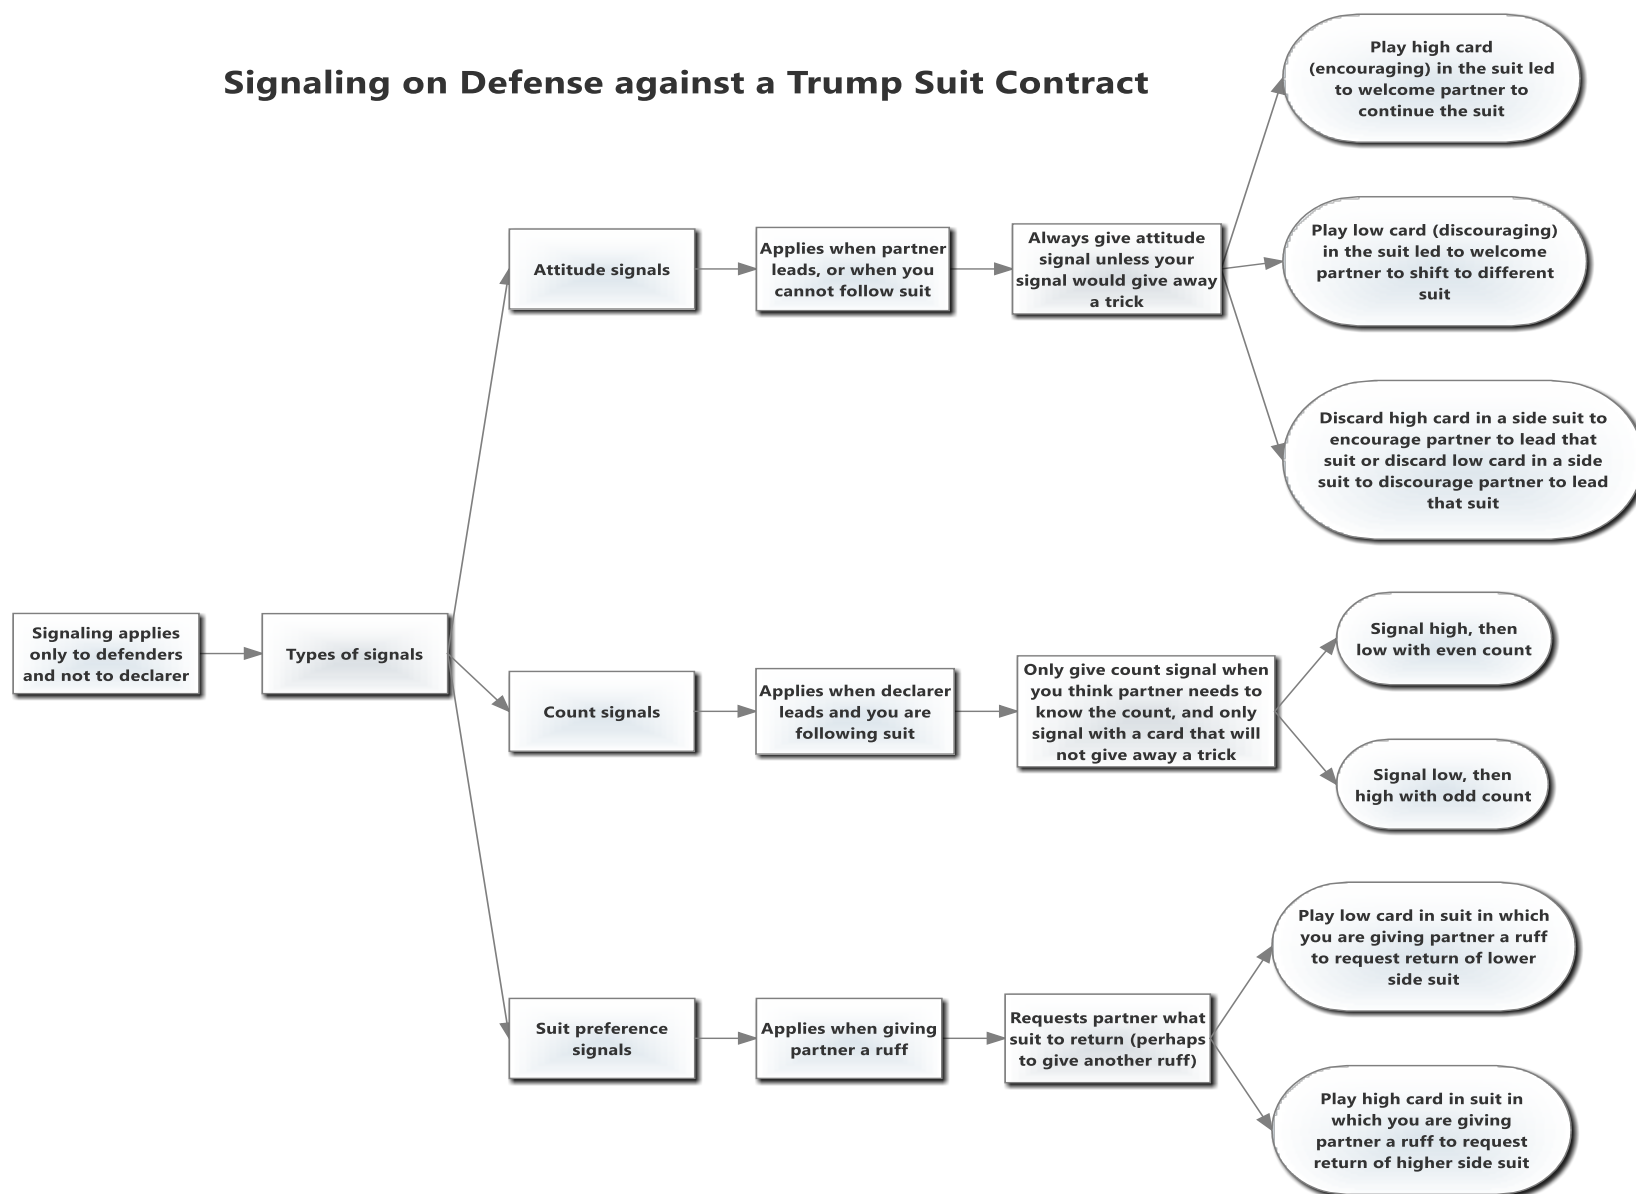 Signaling on Defense against a Trump Suit Contract
Signaling applies
only to defenders
and not to declarer
Types of signals
Attitude signals
Applies when partner
leads, or when you
cannot follow suit
Always give attitude
signal unless your
signal would give away
a trick
Play high card
(encouraging) in the suit led
to welcome partner to
continue the suit
Play low card (discouraging)
in the suit led to welcome
partner to shift to different
suit
Discard high card in a side suit to
encourage partner to lead that
suit or discard low card in a side
suit to discourage partner to lead
that suit
Count signals
Applies when declarer
leads and you are
following suit
Only give count signal when
you think partner needs to
know the count, and only
signal with a card that will
not give away a trick
Signal high, then
low with even count
Signal low, then
high with odd count
Suit preference
signals
Applies when giving
partner a ruff
Requests partner what
suit to return (perhaps
to give another ruff)
Play low card in suit in which
you are giving partner a ruff
to request return of lower
side suit
Play high card in suit in
which you are giving
partner a ruff to request
return of higher side suit